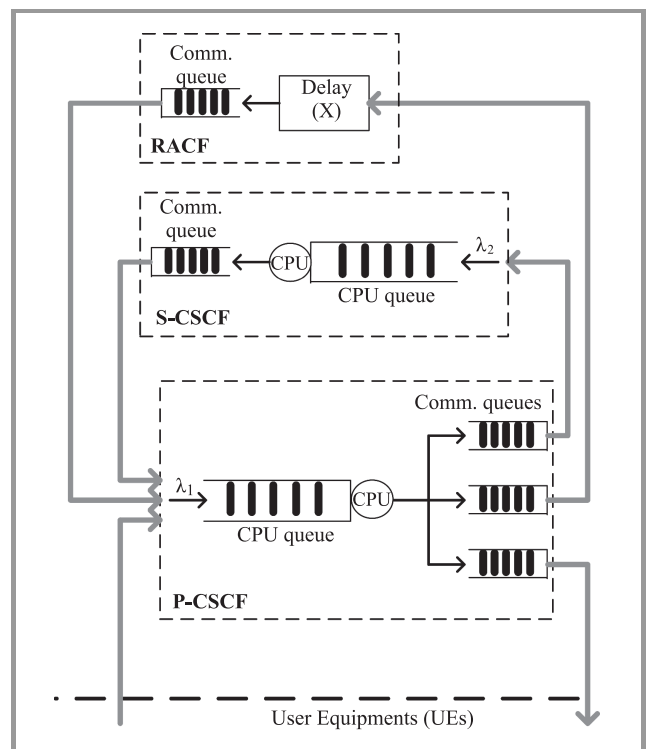 Comm.
queue
Delay
(X)
RACF
Comm.
queue
CPU
λ2
CPU queue
S-CSCF
Comm. queues
λ1
CPU
CPU queue
P-CSCF
User Equipments (UEs)